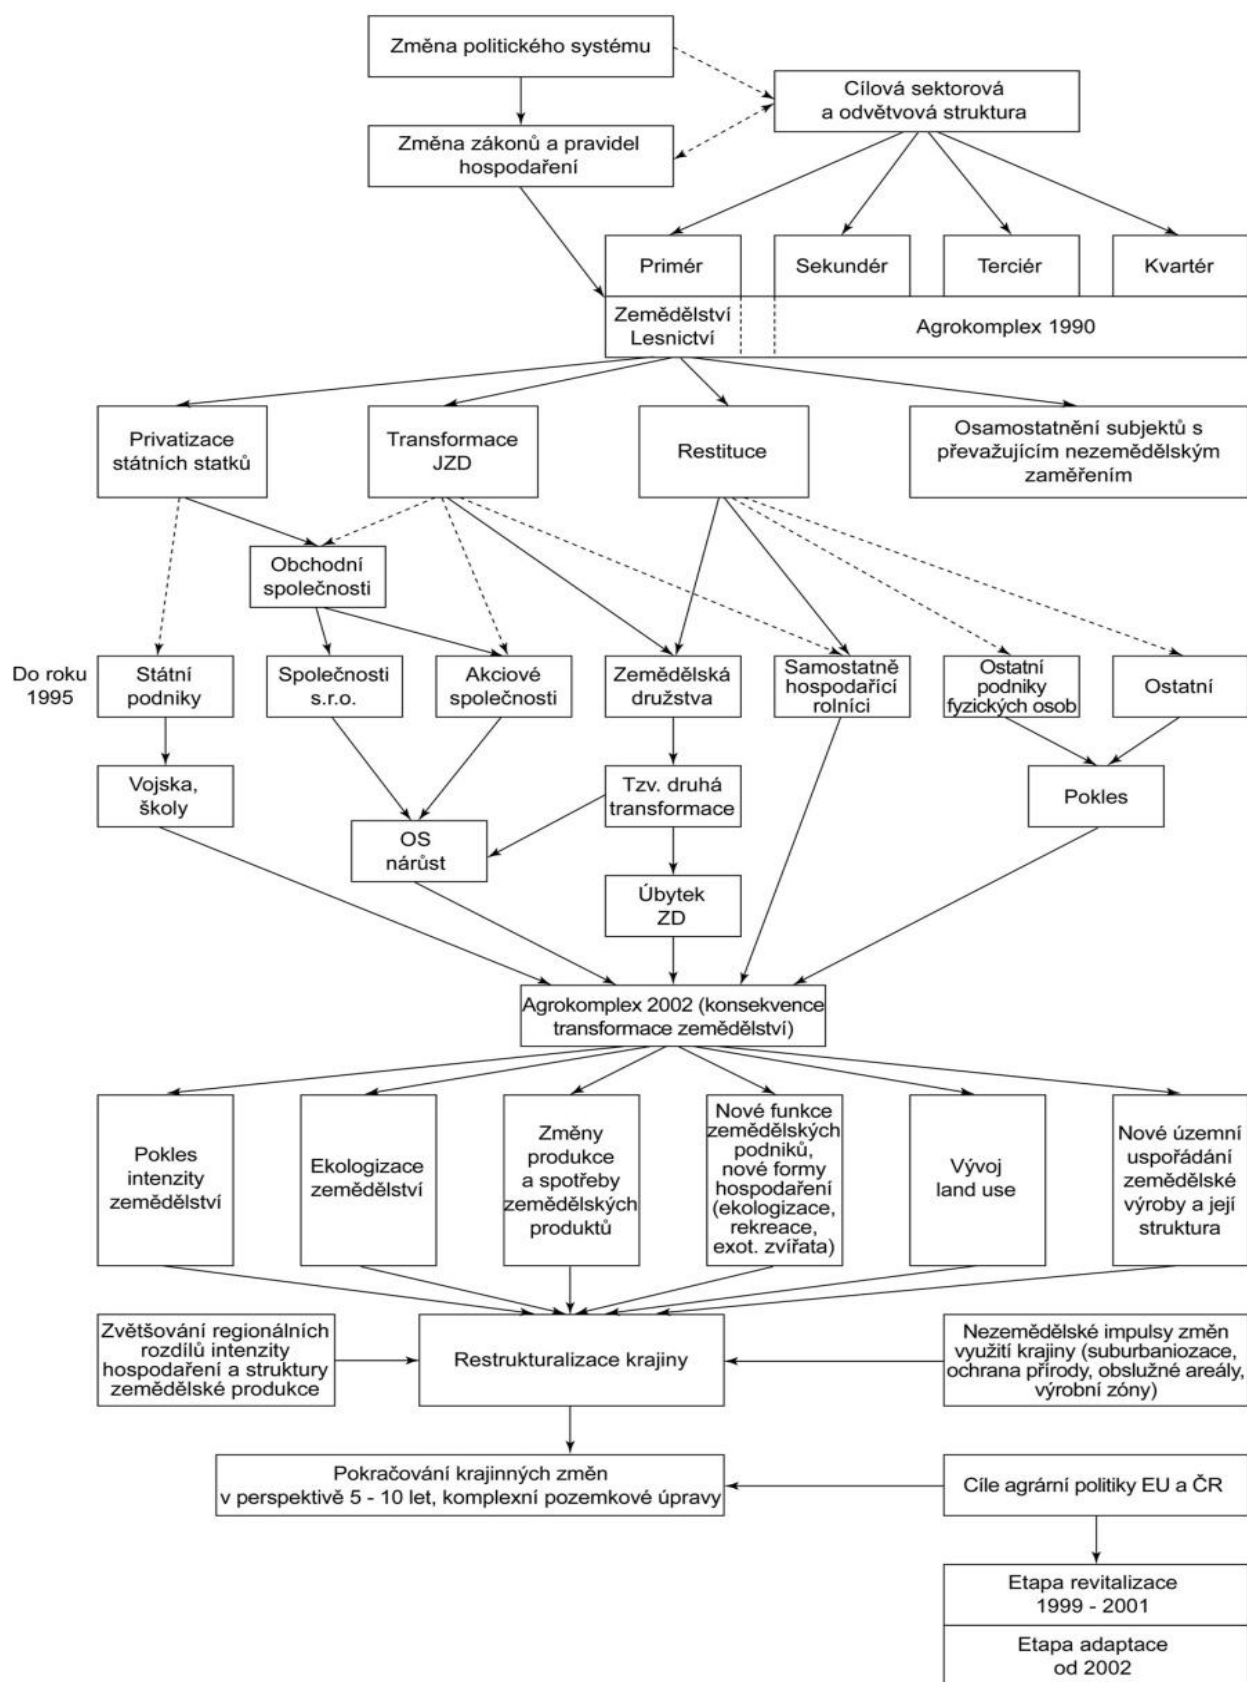 Změna politického systému
Cílová sektorová
a odvětvová struktura
Změna zákonů a pravidel
hospodaření
Primér
Sekundér
Terciér
Kvartér
Zemědělství
Lesnictví
Agrokomplex 1990
Privatizace
státních statků
Transformace
JZD
Restituce
Osamostatnění subjektů s
převažujícím nezemědělským
zaměřením
Obchodní
společnosti
Do roku
1995
Státní
podniky
Společnosti
s.r.o.
Akciové
společnosti
Zemědělská
družstva
Samostatně
hospodařící
rolníci
Ostatní
podniky
fyzických osob
Ostatní
Vojska,
školy
OS
nárůst
Tzv. druhá
transformace
Pokles
Úbytek
ZD
Agrokomplex 2002 (konsekvence
transformace zemědělství)
Pokles
intenzity
zemědělství
Ekologizace
zemědělství
Změny
produkce
a spotřeby
zemědělských
produktů
Nové funkce
zemědělských
podniků,
nové formy
hospodaření
(ekologizace,
rekreace,
exot. zvířata)
Vývoj
land use
Nové územní
uspořádání
zemědělské
výroby a její
struktura
Zvětšování regionálních
rozdílů intenzity
hospodaření a struktury
zemědělské produkce
Restrukturalizace krajiny
Nezemědělské impulsy změn
využití krajiny (suburbaniozace,
ochrana přírody, obslužné areály,
výrobní zóny)
Pokračování krajinných změn
v perspektivě 5 - 10 let, komplexní pozemkové úpravy
Cíle agrární politiky EU a ČR
Etapa revitalizace
1999 - 2001
Etapa adaptace
od 2002